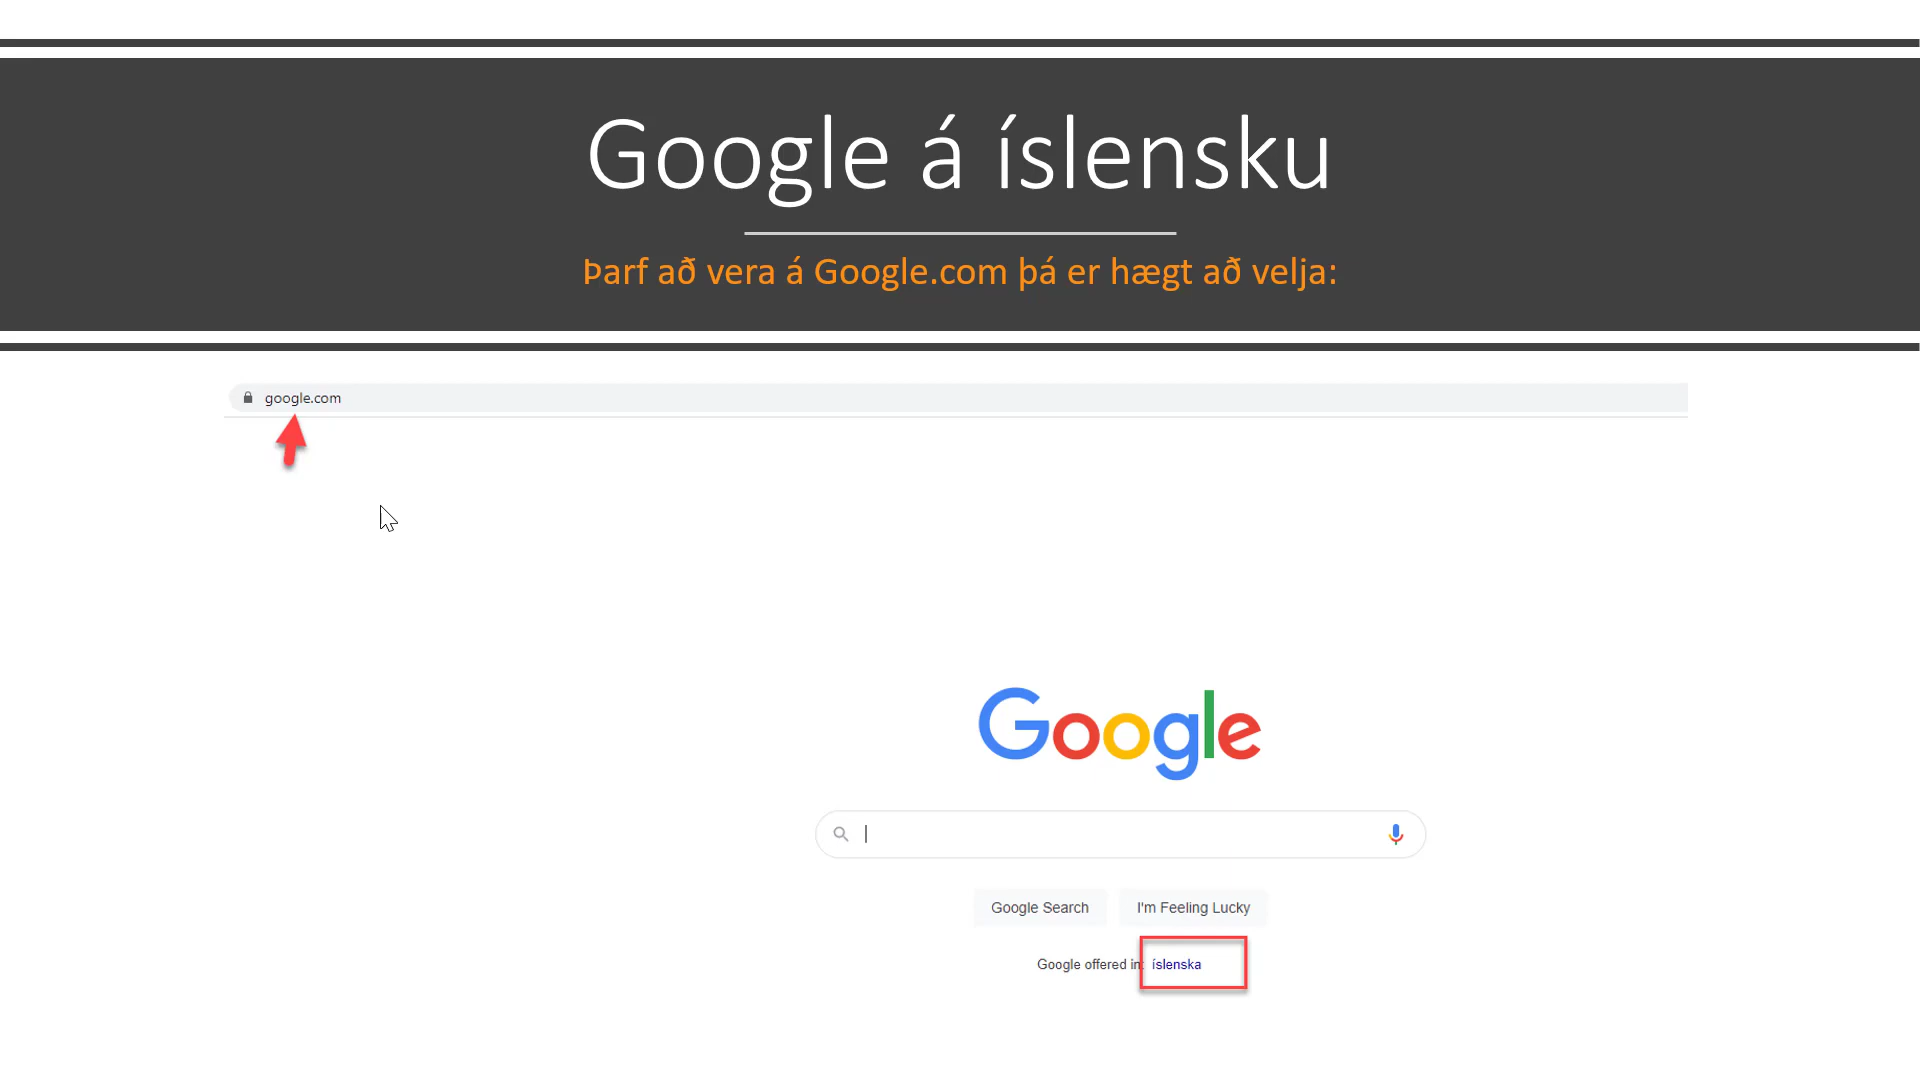 Google á íslensku
Þarf að vera á Google.com þá er hægt að velja:
google.com
Google
Google Search
I'm Feeling Lucky
Google offered in íslenska